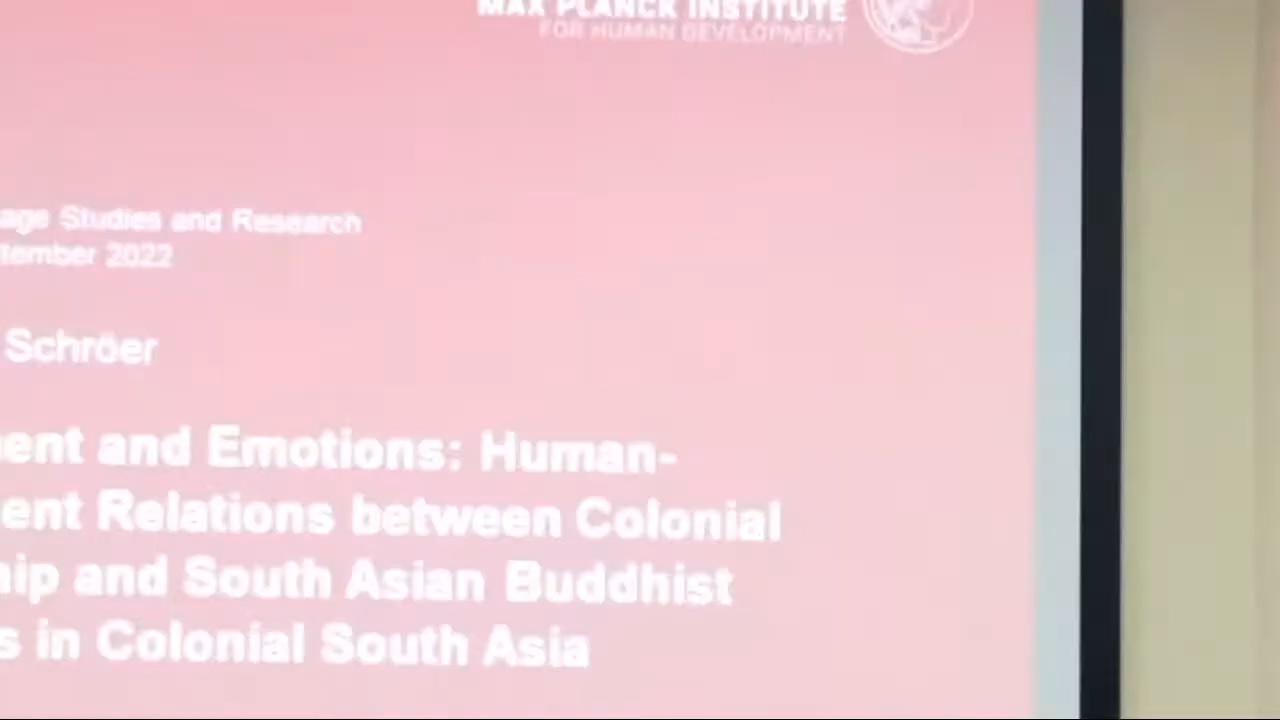 MAX PLANCK INSTITUTE
FOR HUMAN DEVELOPMENT
age Studies and Research
tember 2022
Schröer
ent and Emotions: Human-
ent Relations between Colonial
hip and South Asian Buddhist
s in Colonial South Asia